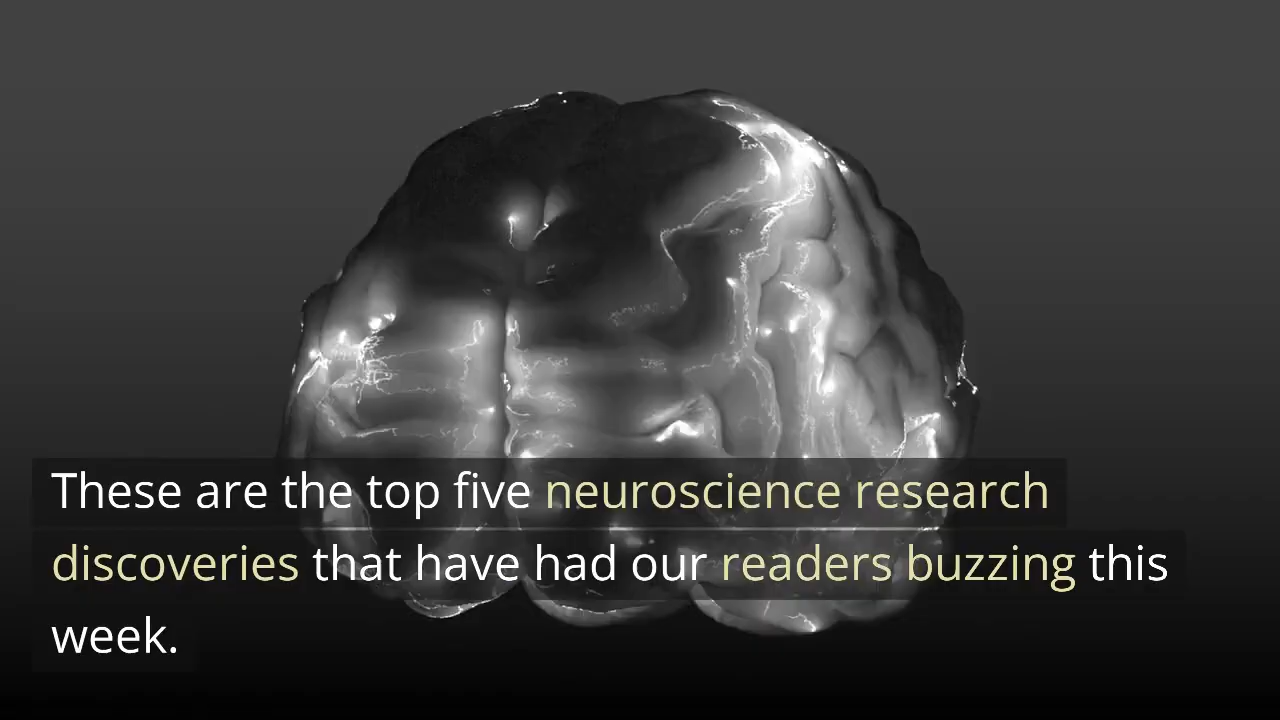 These are the top five neuroscience research
discoveries that have had our readers buzzing this
week.